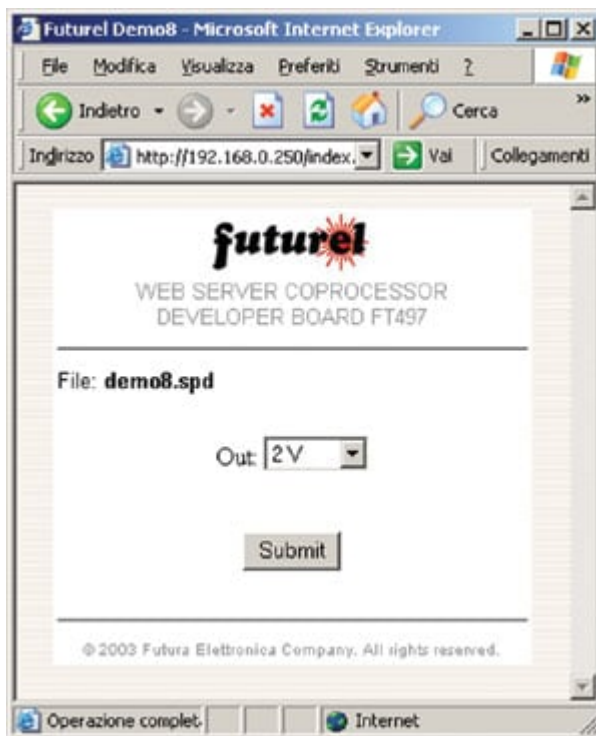 Futurel Demo8 - Microsoft Internet Explorer
File Modifica Visualizza Preferiti Strumenti ?
Indietro Cerca »
Indirizzo http://192.168.0.250/index. Vai Collegamenti
futurel
WEB SERVER COPROCESSOR
DEVELOPER BOARD FT497
File: demo8.spd
Out: 2 V
Submit
© 2003 Futura Elettronica Company. All rights reserved.
Operazione complet- Internet